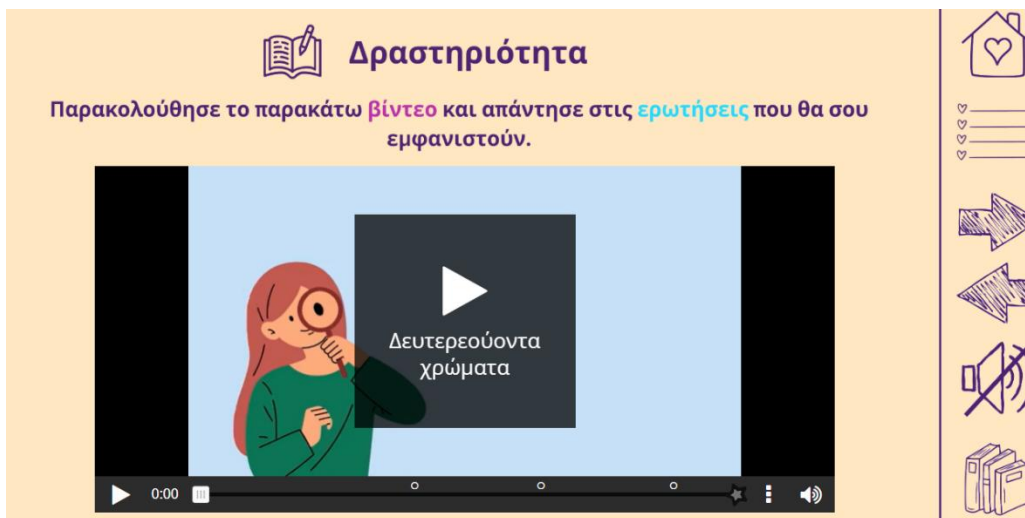 Δραστηριότητα
Παρακολούθησε το παρακάτω βίντεο και απάντησε στις ερωτήσεις που θα σου
εμφανιστούν.
Δευτερεούοντα
χρώματα
0:00